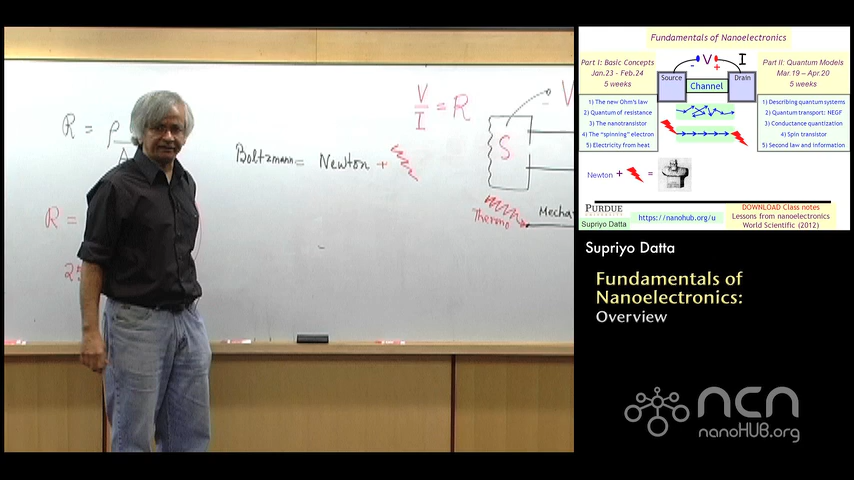 R = ρ
A
R =
Boltzmann = Newton +
V
I
= R
V
-
S
Thermo
Mecha
Fundamentals of Nanoelectronics
Part I: Basic Concepts
Jan.23 - Feb.24
5 weeks
V
I
-
+
Source
Drain
Channel
Part II: Quantum Models
Mar.19 – Apr.20
5 weeks
1) The new Ohm's law
2) Quantum of resistance
3) The nanotransistor
4) The "spinning" electron
5) Electricity from heat
1) Describing quantum systems
2) Quantum transport: NEGF
3) Conductance quantization
4) Spin transistor
5) Second law and information
Newton + =
PURDUE
UNIVERSITY
Supriyo Datta
https://nanohub.org/u
DOWNLOAD Class notes
Lessons from nanoelectronics
World Scientific (2012)
Supriyo Datta
Fundamentals of
Nanoelectronics:
Overview
ncn
nanoHUB.org